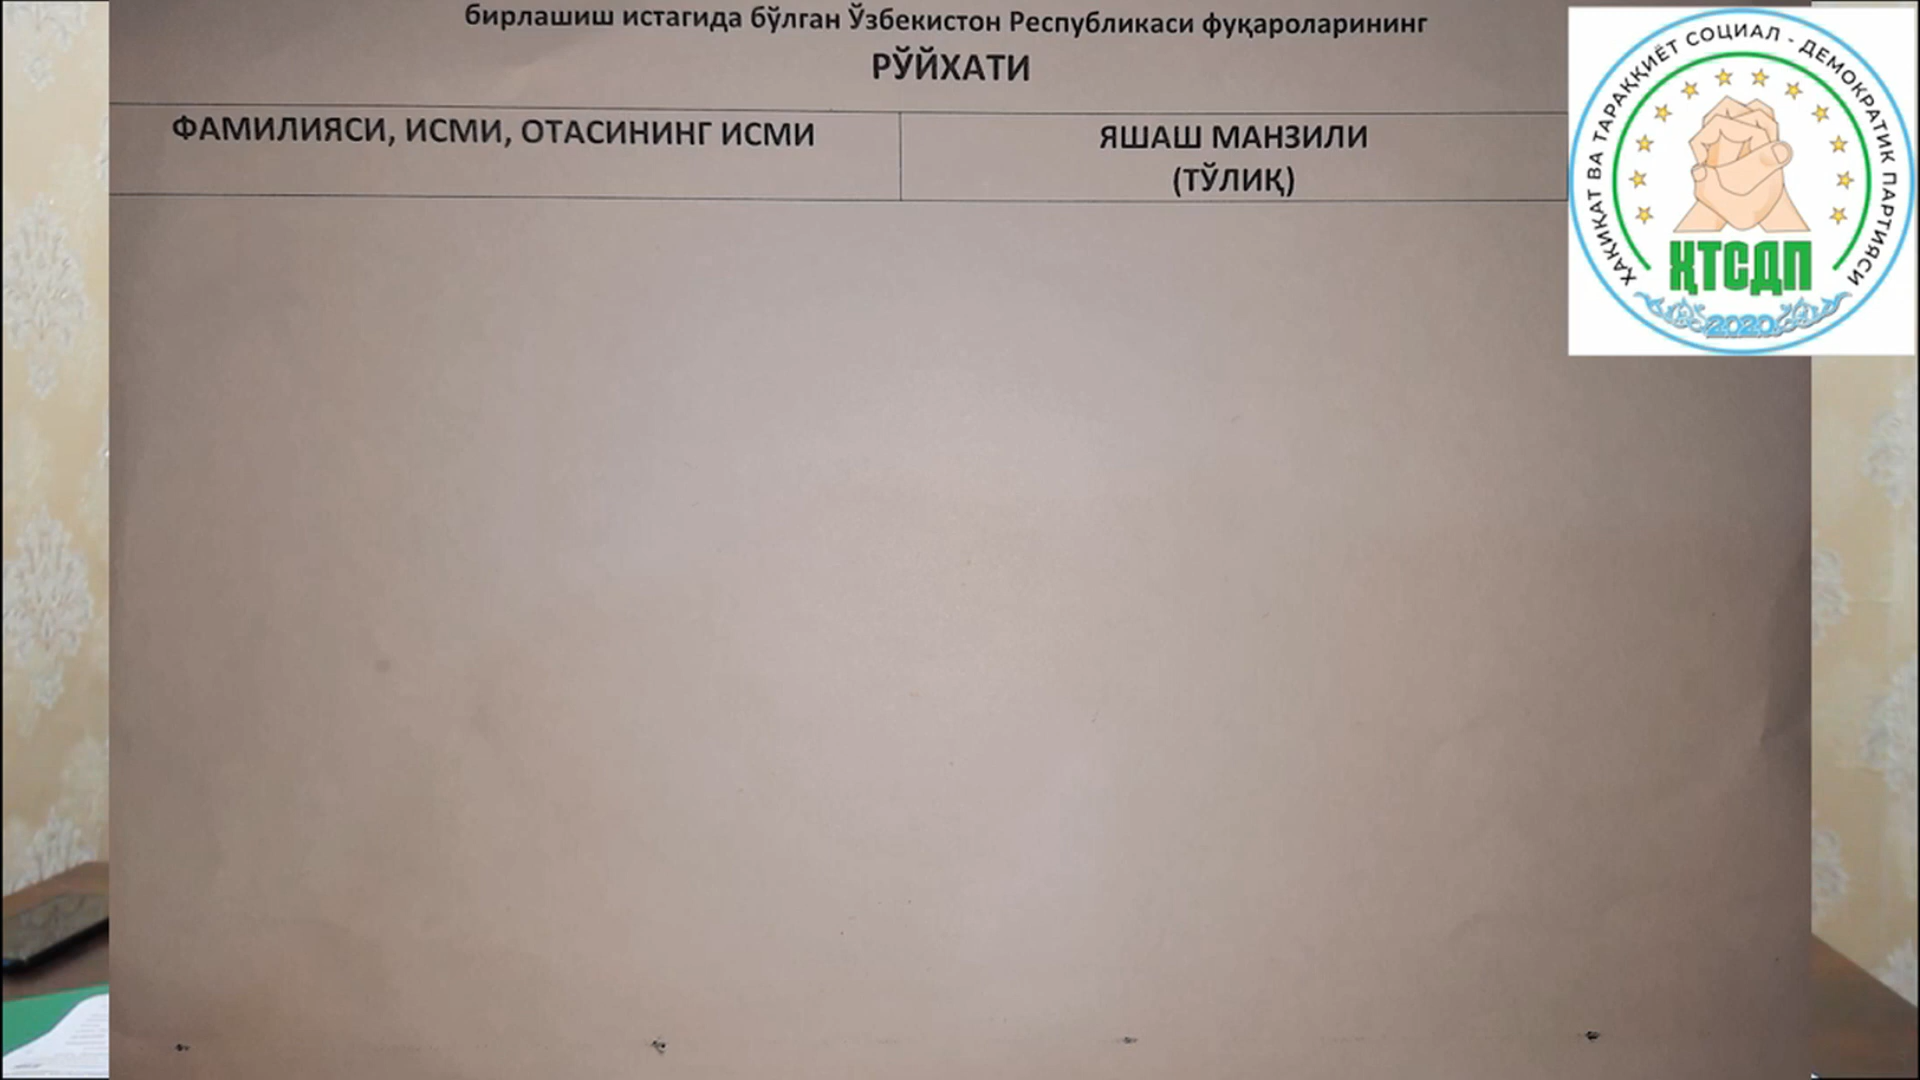 бирлашиш истагида бўлган Ўзбекистон Республикаси фуқароларининг
РЎЙХАТИ
ФАМИЛИЯСИ, ИСМИ, ОТАСИНИНГ ИСМИ
ЯШАШ МАНЗИЛИ
(ТЎЛИҚ)
ҲАҚИҚАТ ВА ТАРАҚҚИЁТ СОЦИАЛ - ДЕМОКРАТИК ПАРТИЯСИ
ҲТСДП
2020